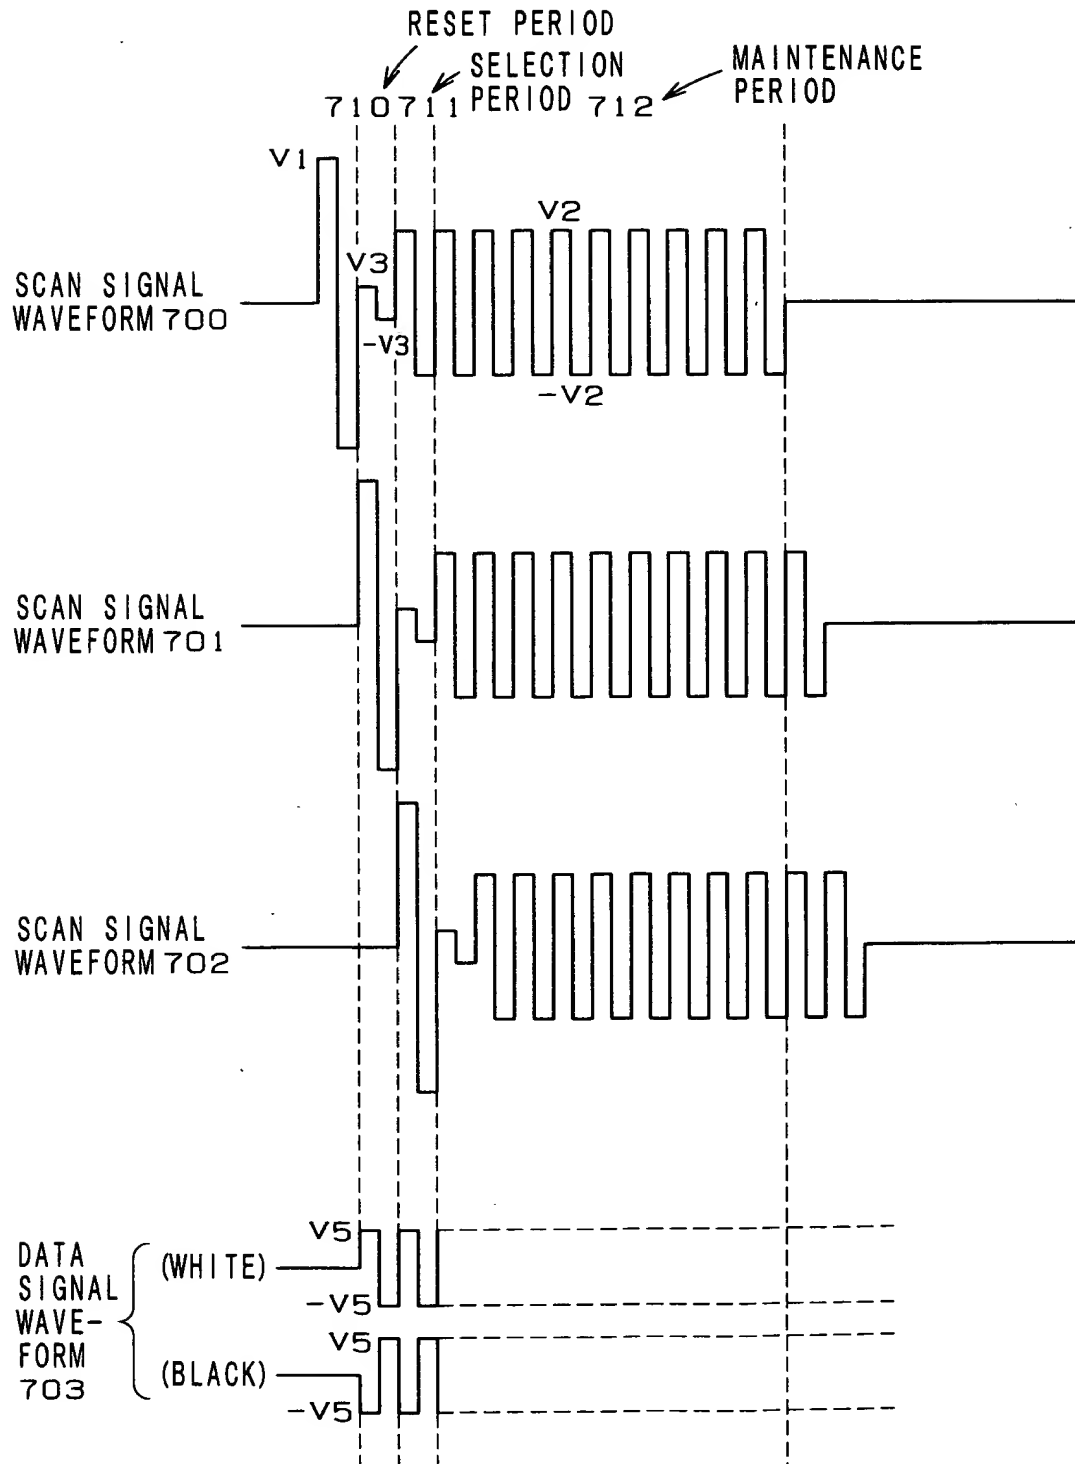 RESET PERIOD
SELECTION
PERIOD
MAINTENANCE
PERIOD
710 711 712
V1
V2
V3
-V3
-V2
SCAN SIGNAL
WAVEFORM 700
SCAN SIGNAL
WAVEFORM 701
SCAN SIGNAL
WAVEFORM 702
DATA
SIGNAL
WAVE-
FORM
703
V5
(WHITE)
-V5
V5
(BLACK)
-V5